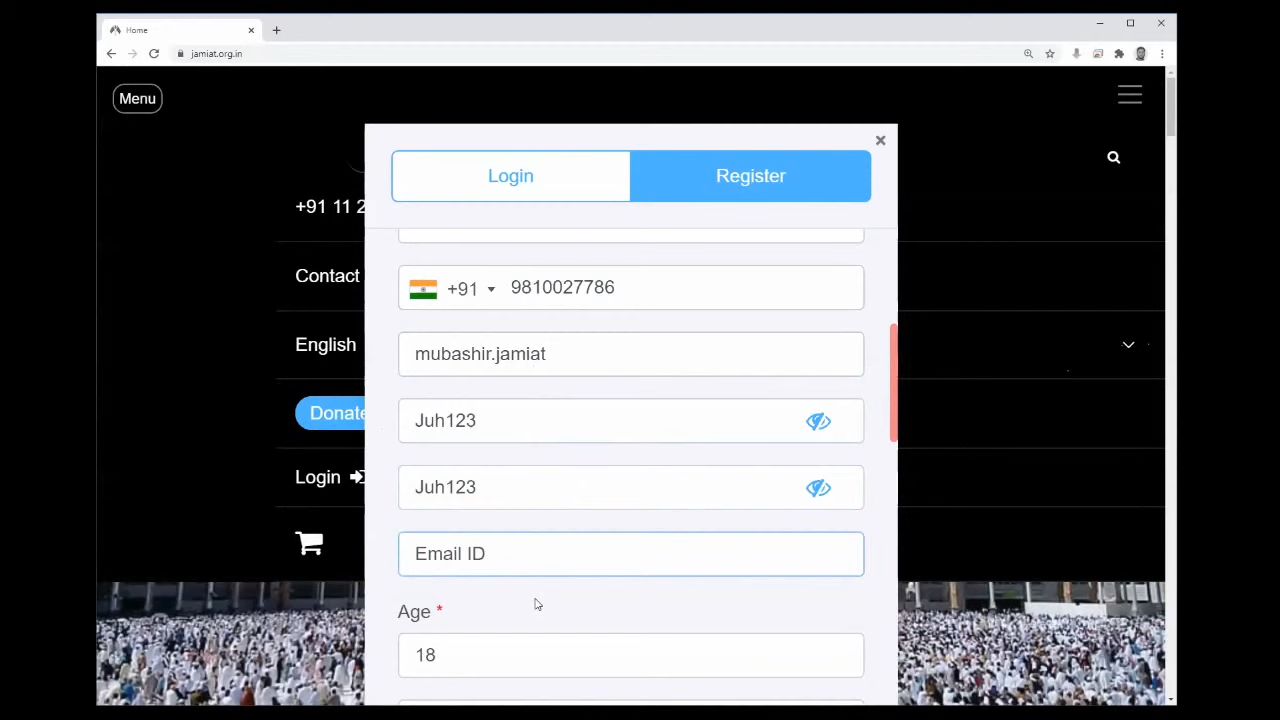 Home
jamiat.org.in
Menu
Login
Register
+91 11 2
+91 9810027786
Contact
mubashir.jamiat
English
Juh123
Donate
Login
Juh123
Email ID
Age *
18